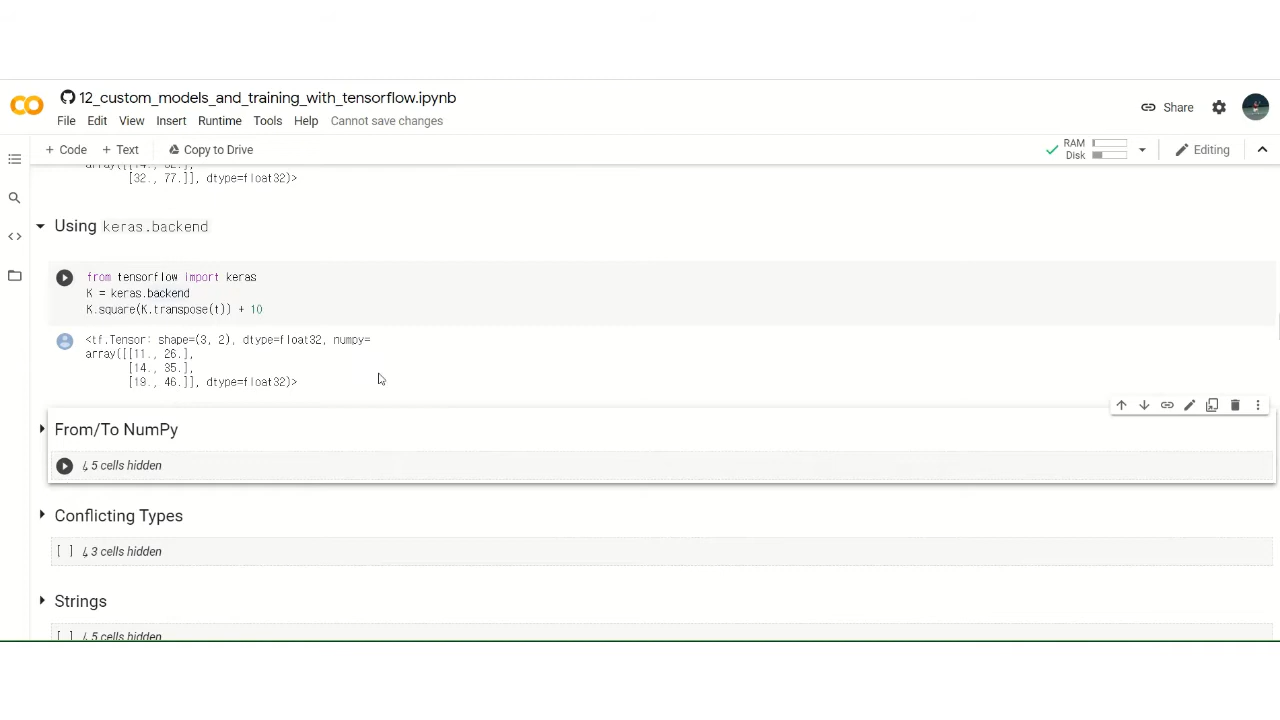 12_custom_models_and_training_with_tensorflow.ipynb
Share
File Edit View Insert Runtime Tools Help Cannot save changes
+ Code + Text Copy to Drive
RAM
Disk
Editing
[32., 77.]], dtype=float32)>
Using keras.backend
from tensorflow import keras
K = keras.backend
K.square(K.transpose(t)) + 10
<tf.Tensor: shape=(3, 2), dtype=float32, numpy=
array([[11., 26.],
[14., 35.],
[19., 46.]], dtype=float32)>
From/To NumPy
↳ 5 cells hidden
Conflicting Types
[ ] ↳ 3 cells hidden
Strings
[ ] ↳ 5 cells hidden